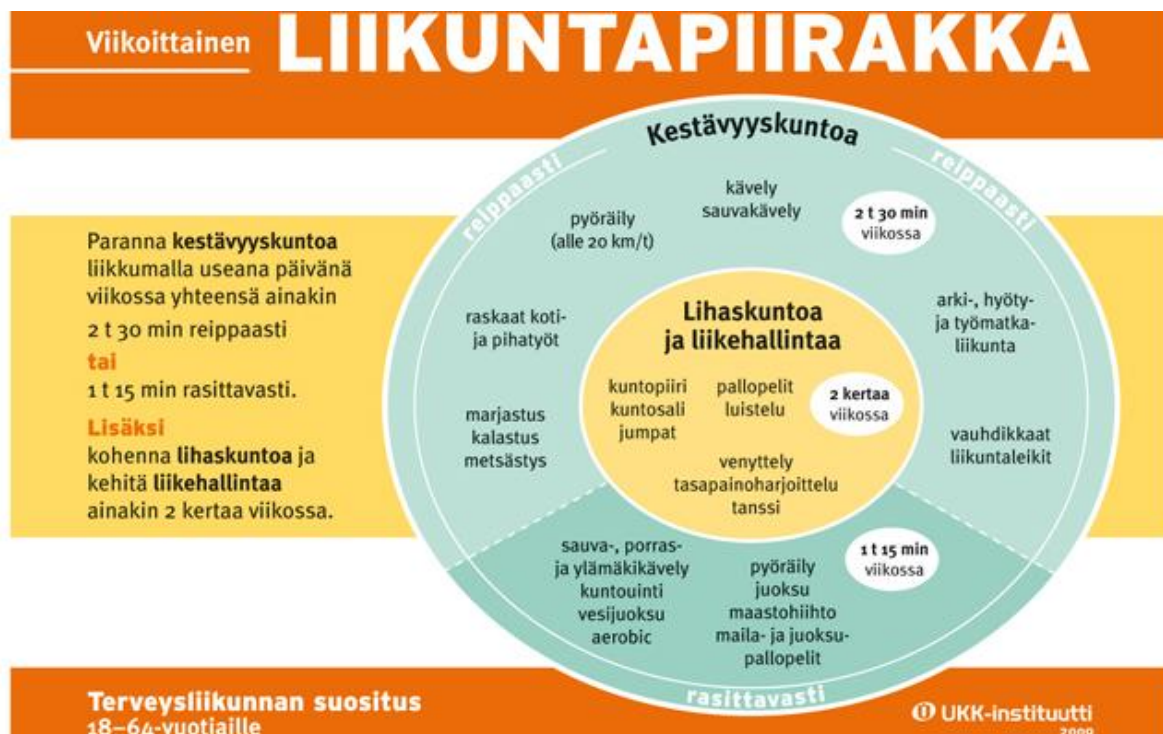 Viikoittainen LIIKUNTAPIIRAKKA
Paranna kestävyyskuntoa
liikkumalla useana päivänä
viikossa yhteensä ainakin
2 t 30 min reippaasti
tai
1 t 15 min rasittavasti.
Lisäksi
kohenna lihaskuntoa ja
kehitä liikehallintaa
ainakin 2 kertaa viikossa.
Kestävyyskuntoa
reippaasti
reippaasti
kävely
sauvakävely
2 t 30 min
viikossa
pyöräily
(alle 20 km/t)
raskaat koti-
ja pihatyöt
marjastus
kalastus
metsästys
arki-, hyöty-
ja työmatka-
liikunta
vauhdikkaat
liikuntaleikit
Lihaskuntoa
ja liikehallintaa
kuntopiiri
kuntosali
jumpat
pallopelit
luistelu
2 kertaa
viikossa
venyttely
tasapainoharjoittelu
tanssi
sauva-, porras-
ja ylämäkikävely
kuntouinti
vesijuoksu
aerobic
pyöräily
juoksu
maastohiihto
maila- ja juoksu-
pallopelit
1 t 15 min
viikossa
rasittavasti
Terveysliikunnan suositus
18–64-vuotiaille
UKK-instituutti
2009